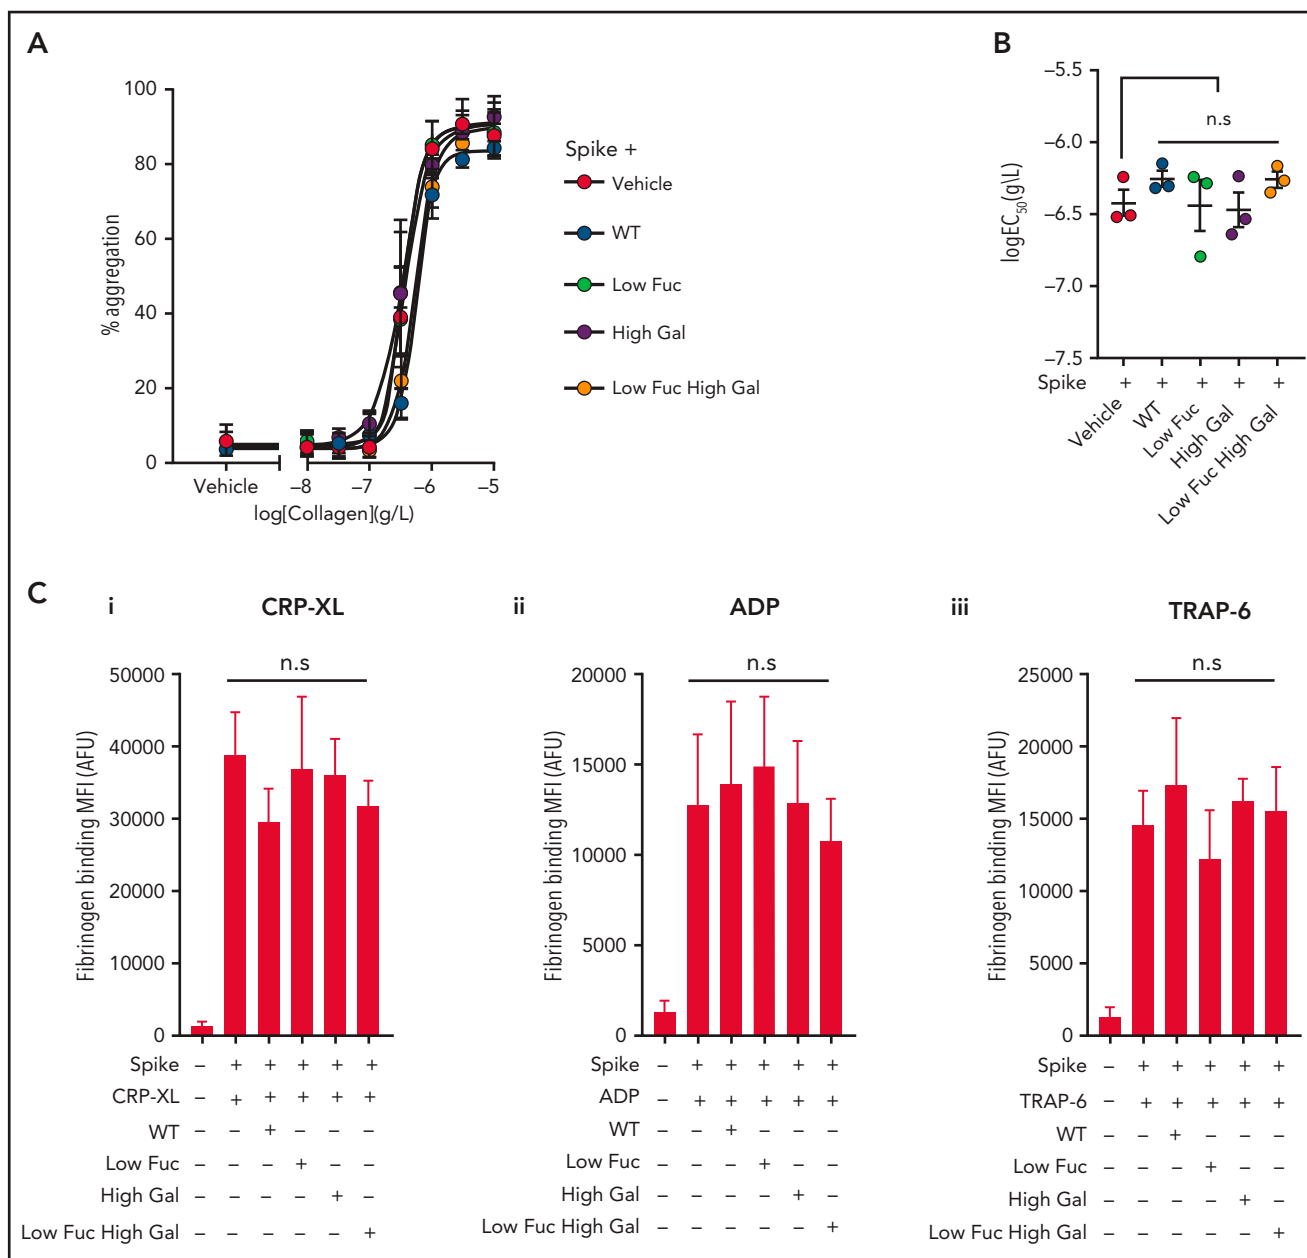 A
100
80
60
40
20
0
% aggregation
Vehicle
–8
–7
–6
–5
log[Collagen](g/L)
Spike +
Vehicle
WT
Low Fuc
High Gal
Low Fuc High Gal
B
–5.5
–6.0
–6.5
–7.0
–7.5
logEC50(g\L)
n.s
Spike + + + + +
Vehicle
WT
Low Fuc
High Gal
Low Fuc High Gal
C
i
CRP-XL
n.s
50000
40000
30000
20000
10000
0
Fibrinogen binding MFI (AFU)
Spike – + + + + +
CRP-XL – + + + + +
WT – – + – – –
Low Fuc – – – + – –
High Gal – – – – + –
Low Fuc High Gal – – – – – +
ii
ADP
n.s
20000
15000
10000
5000
0
Fibrinogen binding MFI (AFU)
Spike – + + + + +
ADP – + + + + +
WT – – + – – –
Low Fuc – – – + – –
High Gal – – – – + –
Low Fuc High Gal – – – – – +
iii
TRAP-6
n.s
25000
20000
15000
10000
5000
0
Fibrinogen binding MFI (AFU)
Spike – + + + + +
TRAP-6 – + + + + +
WT – – + – – –
Low Fuc – – – + – –
High Gal – – – – + –
Low Fuc High Gal – – – – – +